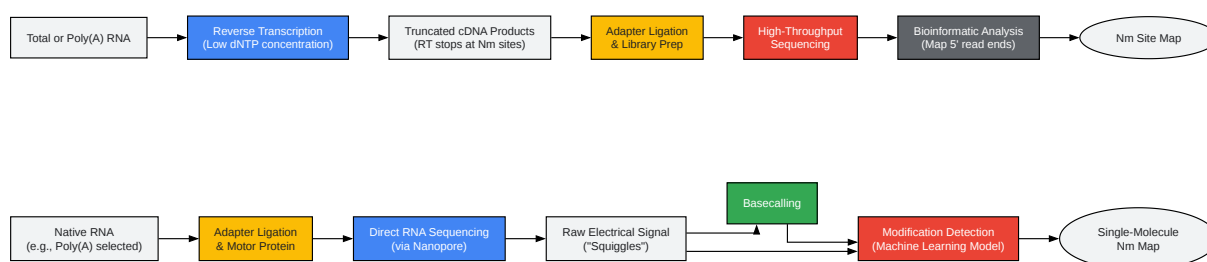 Total or Poly(A) RNA
Reverse Transcription
(Low dNTP concentration)
Truncated cDNA Products
(RT stops at Nm sites)
Adapter Ligation
& Library Prep
High-Throughput
Sequencing
Bioinformatic Analysis
(Map 5' read ends)
Nm Site Map
Native RNA
(e.g., Poly(A) selected)
Adapter Ligation
& Motor Protein
Direct RNA Sequencing
(via Nanopore)
Raw Electrical Signal
("Squiggles")
Basecalling
Modification Detection
(Machine Learning Model)
Single-Molecule
Nm Map